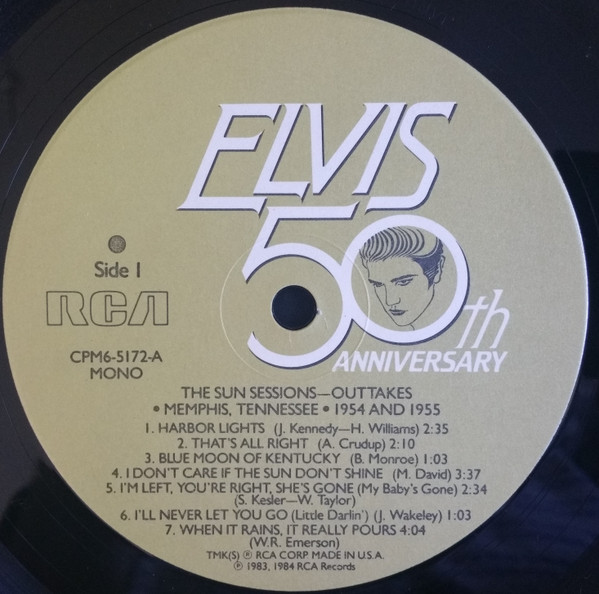 ELVIS
50th
ANNIVERSARY
Side 1
RCA
CPM6-5172-A
MONO
THE SUN SESSIONS—OUTTAKES
• MEMPHIS, TENNESSEE • 1954 AND 1955
1. HARBOR LIGHTS (J. Kennedy—H. Williams) 2:35
2. THAT'S ALL RIGHT (A. Crudup) 2:10
3. BLUE MOON OF KENTUCKY (B. Monroe) 1:03
4. I DON'T CARE IF THE SUN DON'T SHINE (M. David) 3:37
5. I'M LEFT, YOU'RE RIGHT, SHE'S GONE (My Baby's Gone) 2:34
(S. Kesler—W. Taylor)
6. I'LL NEVER LET YOU GO (Little Darlin') (J. Wakeley) 1:03
7. WHEN IT RAINS, IT REALLY POURS 4:04
(W.R. Emerson)
TMK(S) ® RCA CORP MADE IN U.S.A.
℗ 1983, 1984 RCA Records